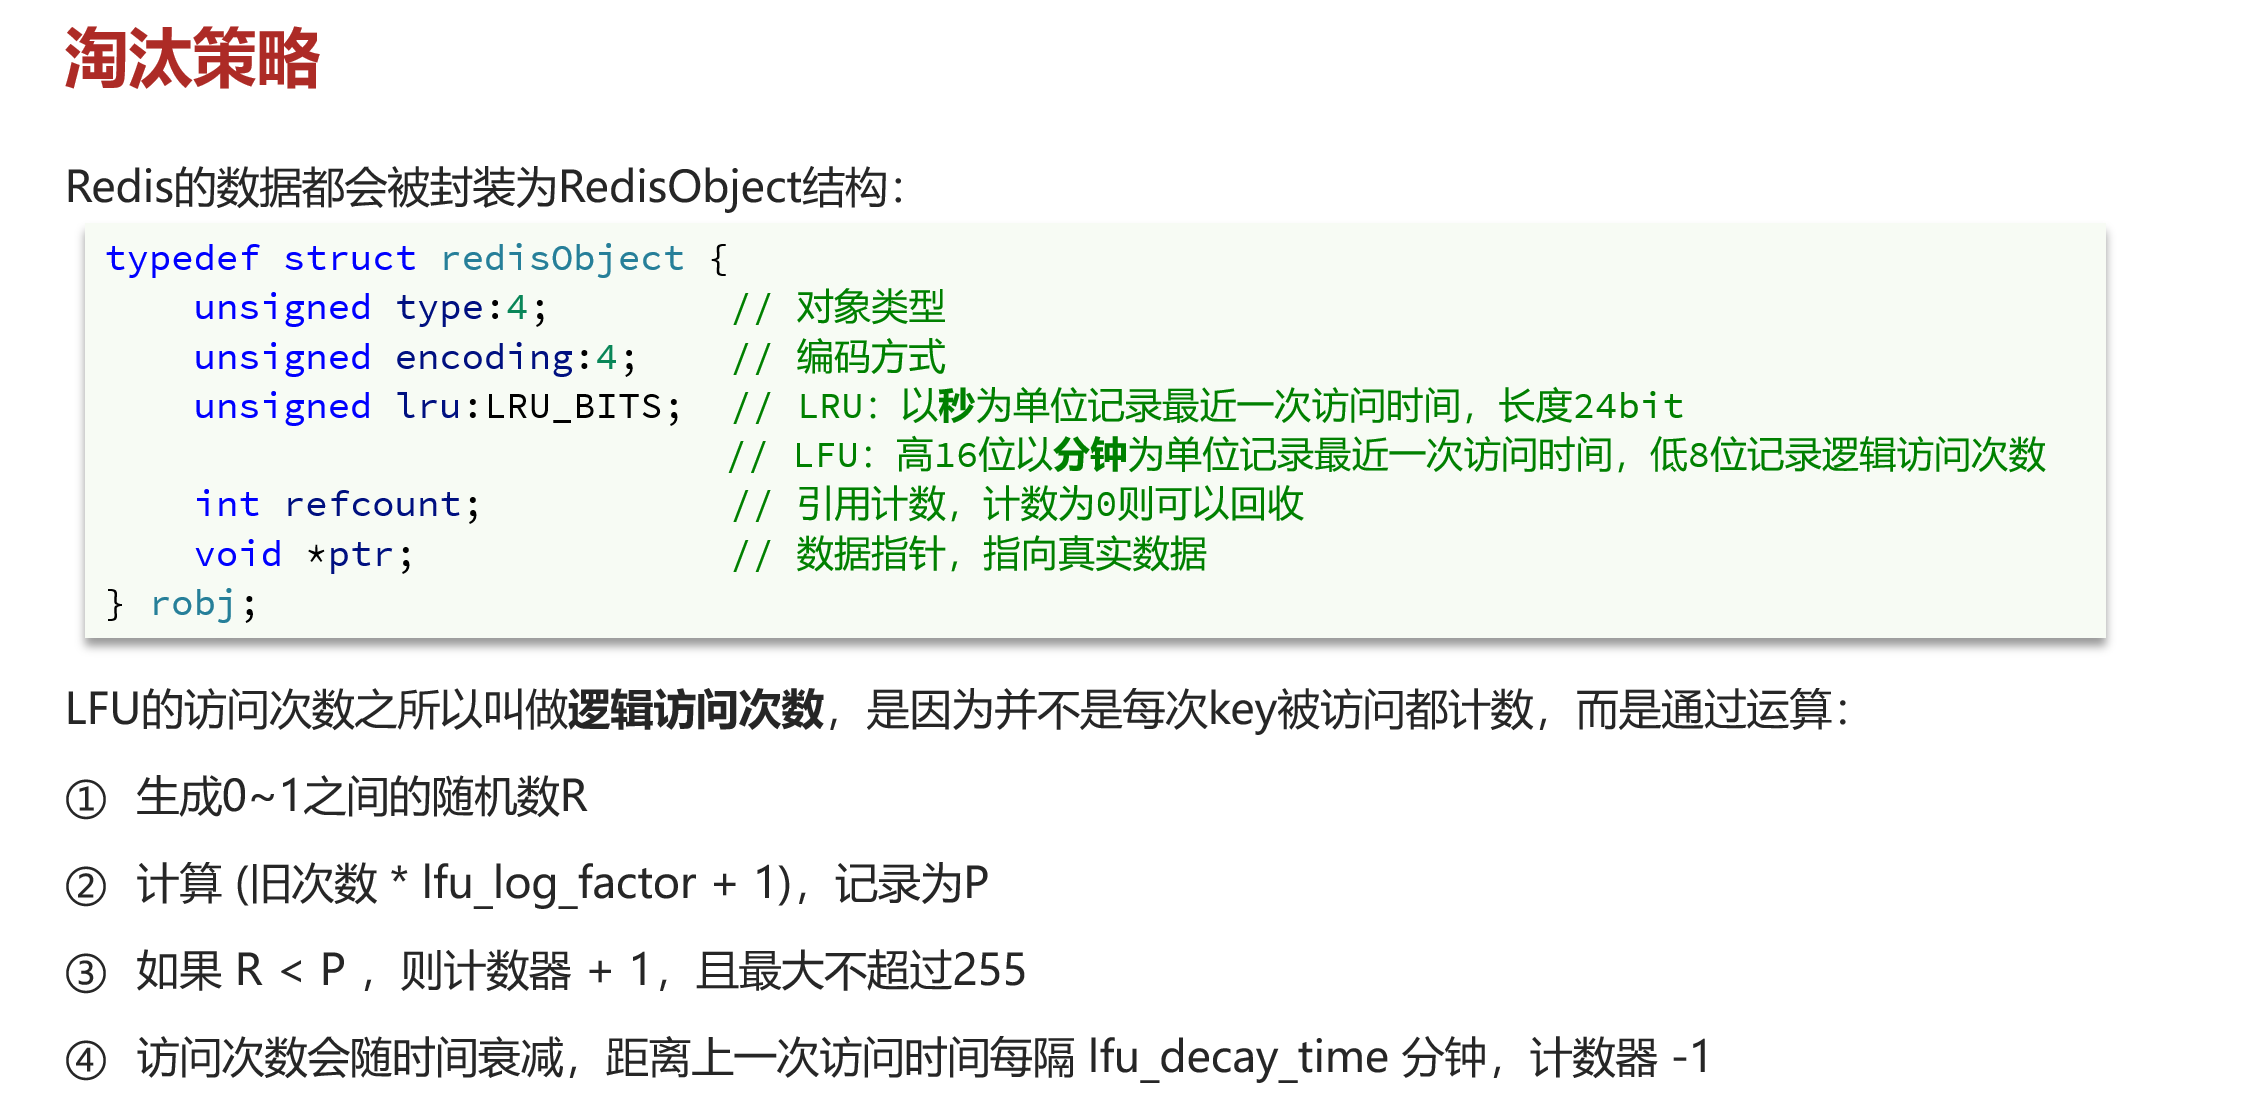 淘汰策略
Redis的数据都会被封装为RedisObject结构：
typedef struct redisObject {
    unsigned type:4;        // 对象类型
    unsigned encoding:4;    // 编码方式
    unsigned lru:LRU_BITS;  // LRU：以秒为单位记录最近一次访问时间，长度24bit
                            // LFU：高16位以分钟为单位记录最近一次访问时间，低8位记录逻辑访问次数
    int refcount;           // 引用计数，计数为0则可以回收
    void *ptr;              // 数据指针，指向真实数据
} robj;
LFU的访问次数之所以叫做逻辑访问次数，是因为并不是每次key被访问都计数，而是通过运算：
① 生成0~1之间的随机数R
② 计算 (旧次数 * lfu_log_factor + 1)，记录为P
③ 如果 R < P ，则计数器 + 1，且最大不超过255
④ 访问次数会随时间衰减，距离上一次访问时间每隔 lfu_decay_time 分钟，计数器 -1